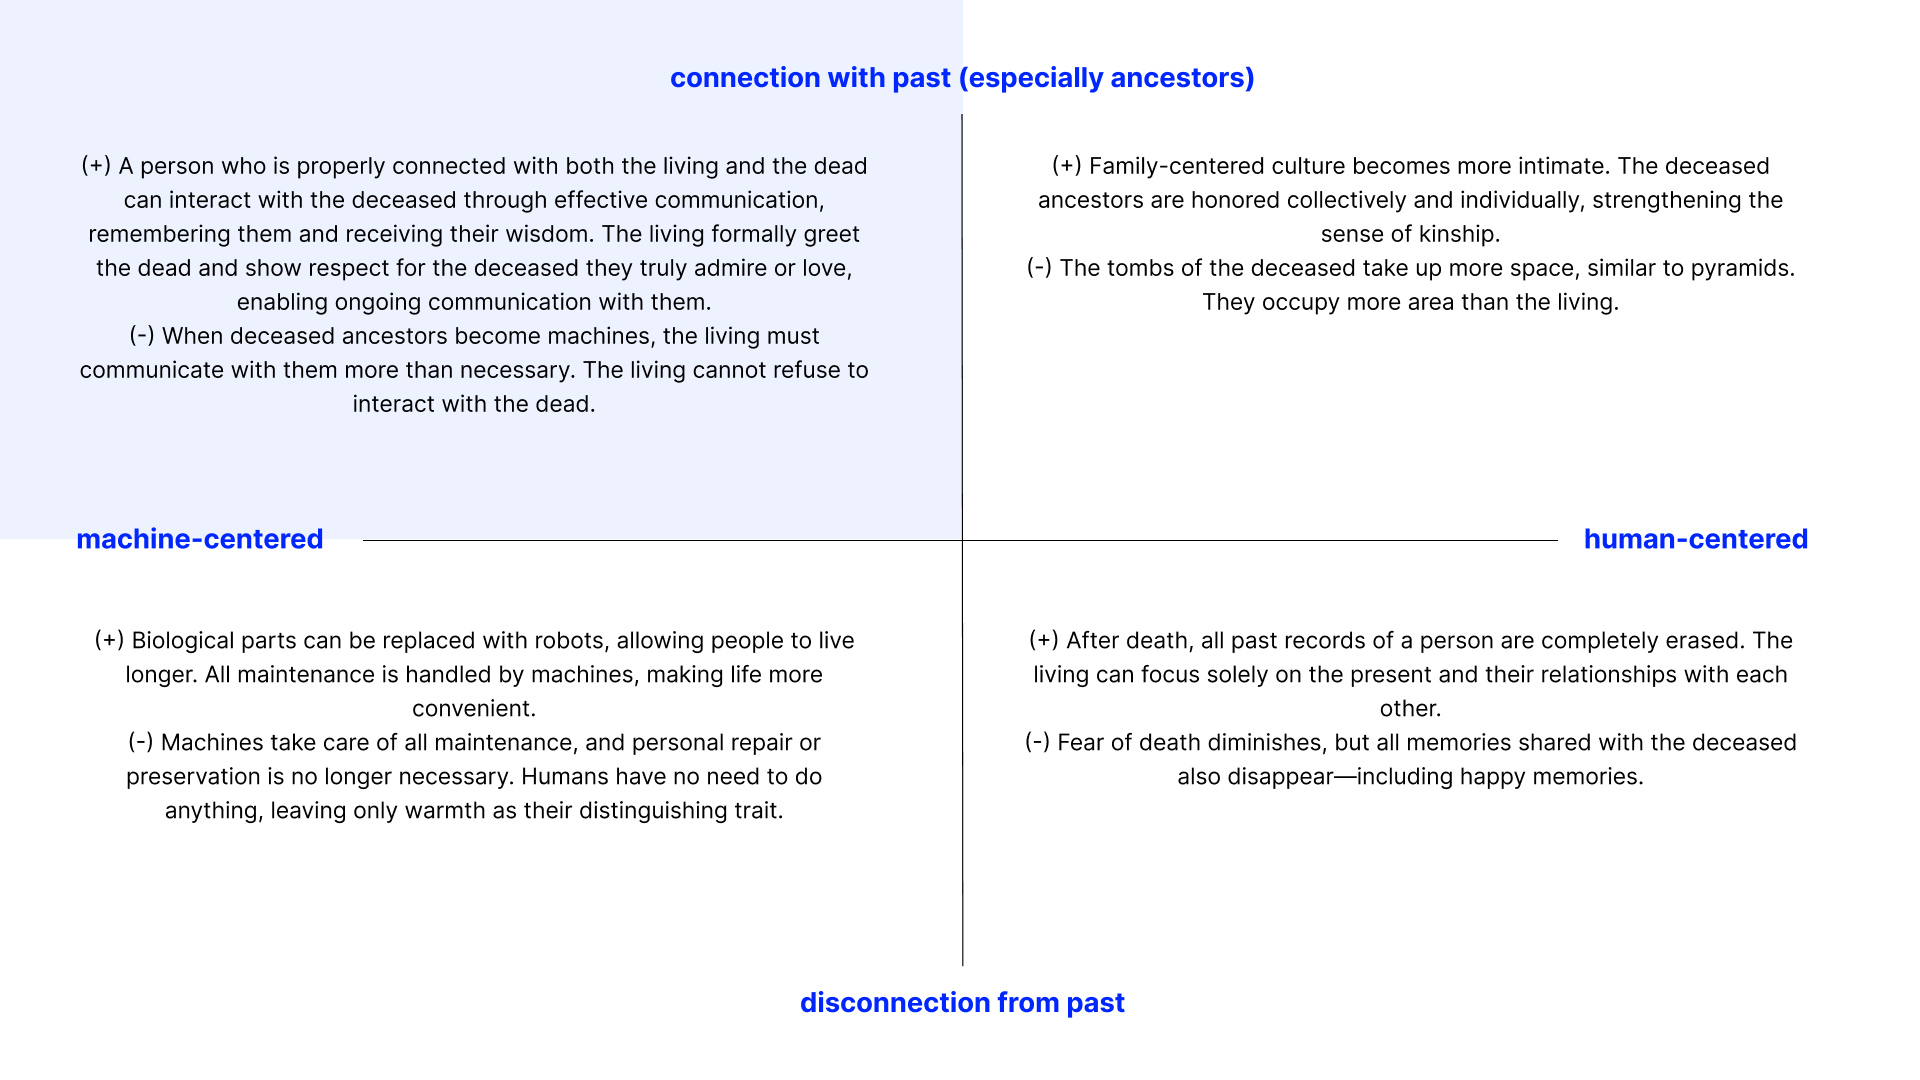 connection with past (especially ancestors)
(+) A person who is properly connected with both the living and the dead
can interact with the deceased through effective communication,
remembering them and receiving their wisdom. The living formally greet
the dead and show respect for the deceased they truly admire or love,
enabling ongoing communication with them.
(-) When deceased ancestors become machines, the living must
communicate with them more than necessary. The living cannot refuse to
interact with the dead.
(+) Family-centered culture becomes more intimate. The deceased
ancestors are honored collectively and individually, strengthening the
sense of kinship.
(-) The tombs of the deceased take up more space, similar to pyramids.
They occupy more area than the living.
machine-centered
human-centered
(+) Biological parts can be replaced with robots, allowing people to live
longer. All maintenance is handled by machines, making life more
convenient.
(-) Machines take care of all maintenance, and personal repair or
preservation is no longer necessary. Humans have no need to do
anything, leaving only warmth as their distinguishing trait.
(+) After death, all past records of a person are completely erased. The
living can focus solely on the present and their relationships with each
other.
(-) Fear of death diminishes, but all memories shared with the deceased
also disappear—including happy memories.
disconnection from past